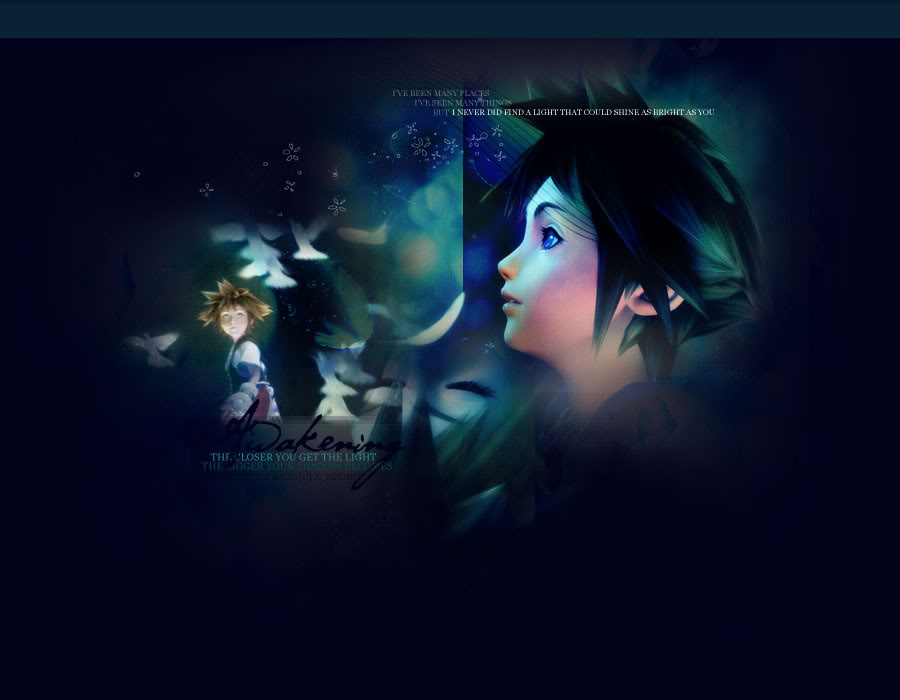 I'VE BEEN MANY PLACES
I'VE SEEN MANY THINGS
BUT I NEVER DID FIND A LIGHT THAT COULD SHINE AS BRIGHT AS YOU
Awakening
THE CLOSER YOU GET THE LIGHT
THE BIGGER YOUR SHADOW BECOMES